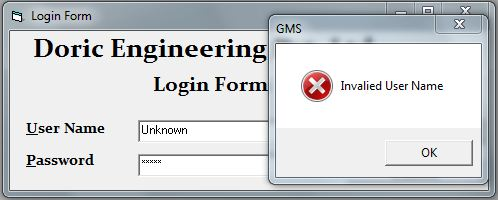 Login Form
Doric Engineering
Login Form
User Name
Unknown
Password
*****
GMS
Invalied User Name
OK